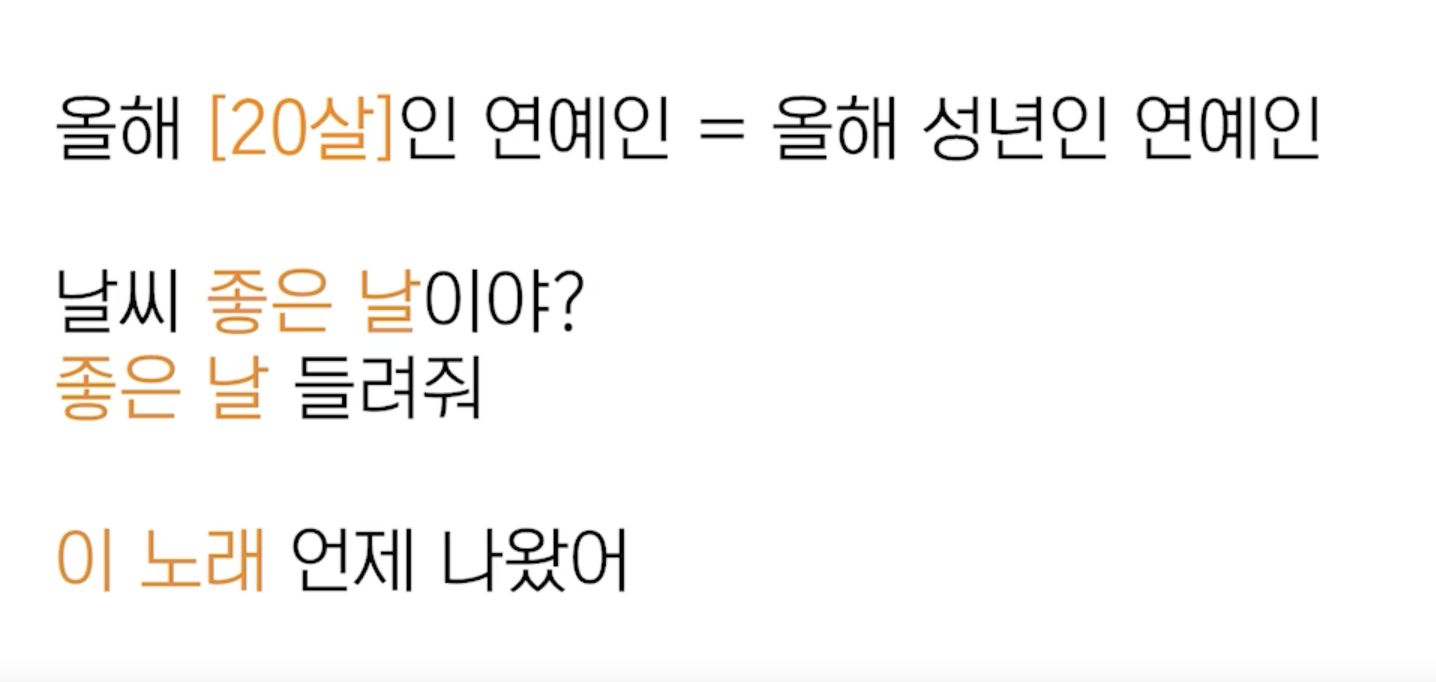 올해 [20살]인 연예인 = 올해 성년인 연예인
날씨 좋은 날이야?
좋은 날 들려줘
이 노래 언제 나왔어